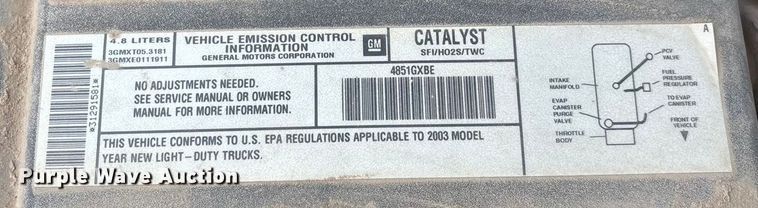 4.8 LITERS
3GMXT05.3181
3GMXE0111911
*31291581*
VEHICLE EMISSION CONTROL
INFORMATION
GENERAL MOTORS CORPORATION
GM
CATALYST
SFI/HO2S/TWC
NO ADJUSTMENTS NEEDED.
SEE SERVICE MANUAL OR OWNERS
MANUAL FOR MORE INFORMATION.
4851GXBE
THIS VEHICLE CONFORMS TO U.S. EPA REGULATIONS APPLICABLE TO 2003 MODEL
YEAR NEW LIGHT-DUTY TRUCKS.
A
PCV
VALVE
INTAKE
MANIFOLD
FUEL
PRESSURE
REGULATOR
EVAP
CANISTER
PURGE
VALVE
TO EVAP
CANISTER
THROTTLE
BODY
FRONT OF
VEHICLE
Purple Wave Auction